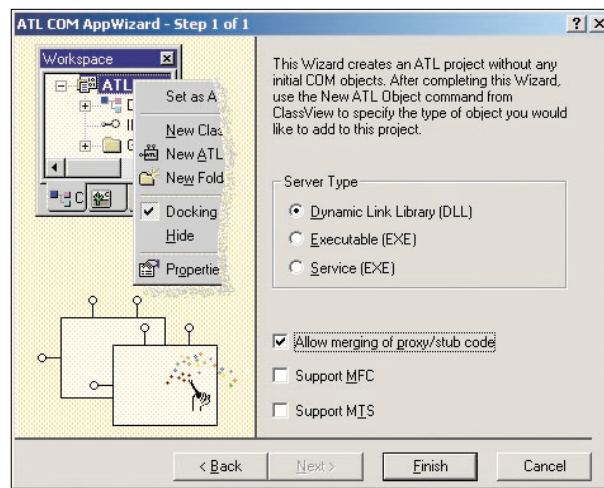 ATL COM AppWizard - Step 1 of 1
Workspace
ATL
Set as A
New
New ATL
New Fold
Docking
Hide
Propertie
C
This Wizard creates an ATL project without any
initial COM objects. After completing this Wizard,
use the New ATL Object command from
ClassView to specify the type of object you would
like to add to this project.
Server Type
Dynamic Link Library (DLL)
Executable (EXE)
Service (EXE)
Allow merging of proxy/stub code
Support MFC
Support MTS
< Back
Next >
Finish
Cancel